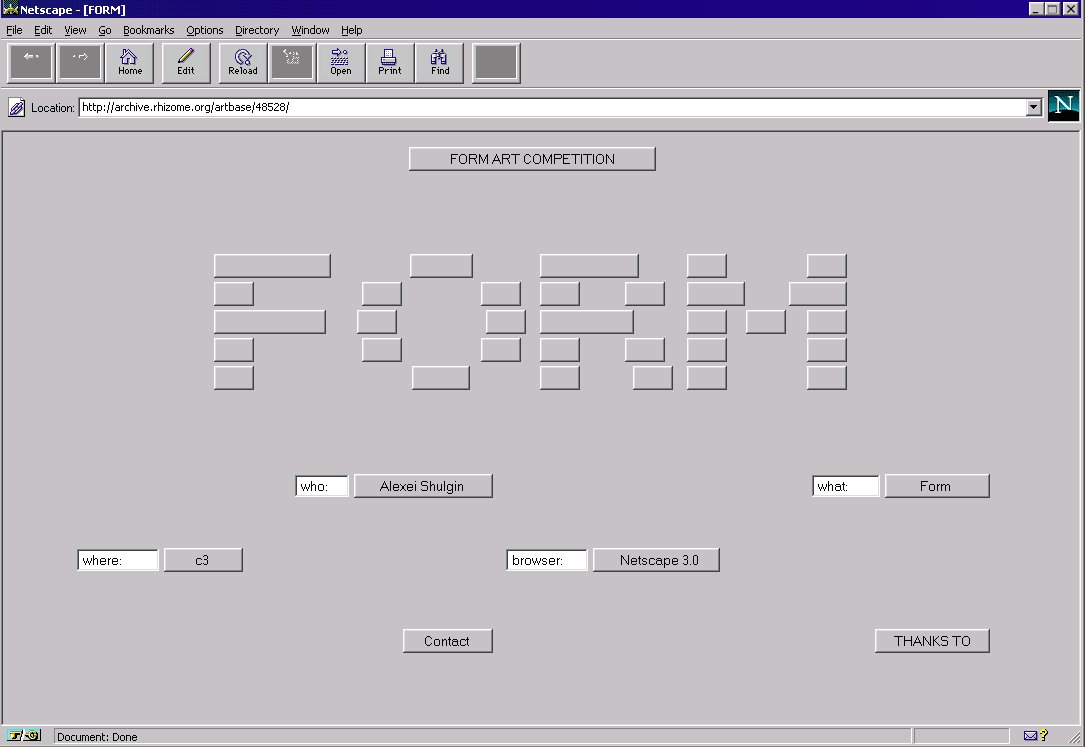 Netscape - [FORM]
File Edit View Go Bookmarks Options Directory Window Help
Home Edit Reload Open Print Find
Location: http://archive.rhizome.org/artbase/48528/
N
FORM ART COMPETITION
FORM
who: Alexei Shulgin what: Form
where: c3 browser: Netscape 3.0
Contact THANKS TO
Document: Done
?